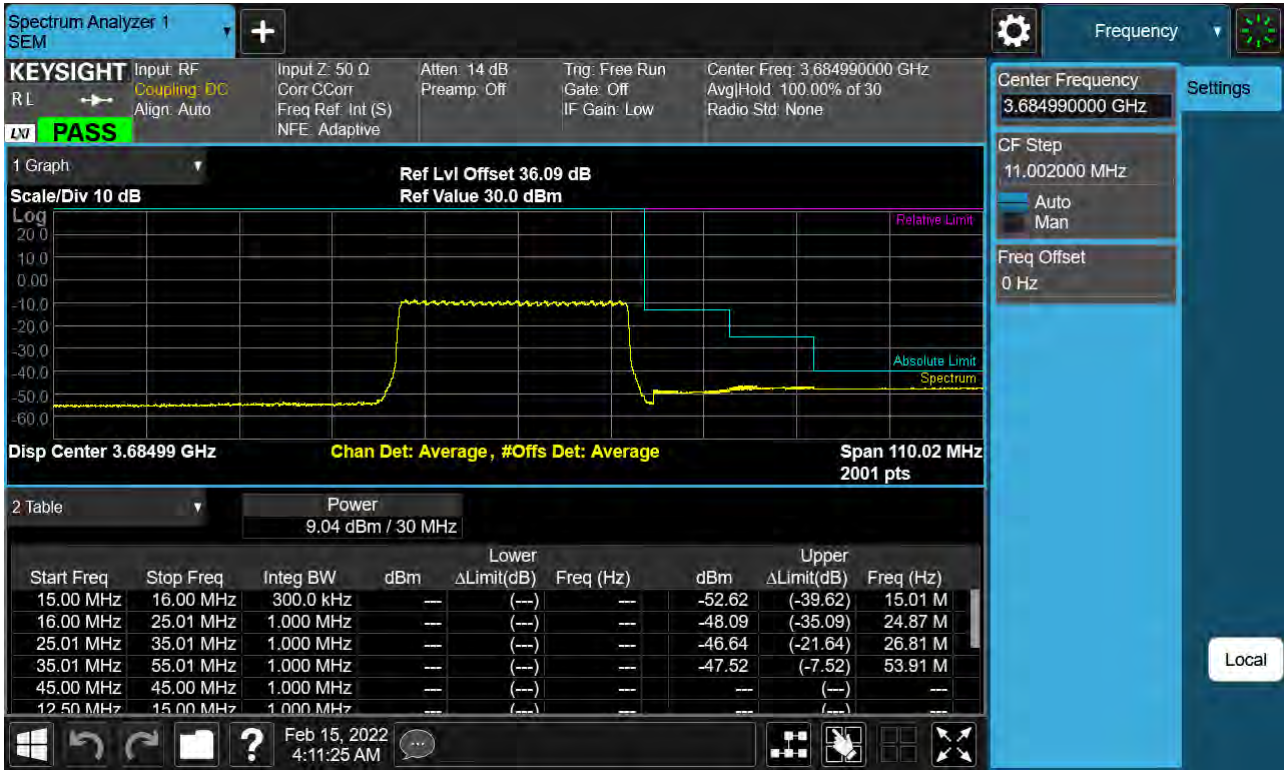 Spectrum Analyzer 1
SEM
Frequency
KEYSIGHT
R L
LXI PASS
Input: RF
Coupling: DC
Align: Auto
Input Z: 50 Ω
Corr CCorr
Freq Ref: Int (S)
NFE: Adaptive
Atten: 14 dB
Preamp: Off
Trig: Free Run
Gate: Off
IF Gain: Low
Center Freq: 3.684990000 GHz
Avg|Hold: 100.00% of 30
Radio Std: None
Center Frequency
3.684990000 GHz
Settings
CF Step
11.002000 MHz
Auto
Man
Freq Offset
0 Hz
Local
1 Graph
Scale/Div 10 dB
Ref Lvl Offset 36.09 dB
Ref Value 30.0 dBm
Log
20.0
10.0
0.00
-10.0
-20.0
-30.0
-40.0
-50.0
-60.0
Relative Limit
Absolute Limit
Spectrum
Disp Center 3.68499 GHz Chan Det: Average, #Offs Det: Average Span 110.02 MHz
2001 pts
2 Table
Power
9.04 dBm / 30 MHz
Lower Upper
Start Freq Stop Freq Integ BW dBm ΔLimit(dB) Freq (Hz) dBm ΔLimit(dB) Freq (Hz)
15.00 MHz 16.00 MHz 300.0 kHz --- (---) --- -52.62 (-39.62) 15.01 M
16.00 MHz 25.01 MHz 1.000 MHz --- (---) --- -48.09 (-35.09) 24.87 M
25.01 MHz 35.01 MHz 1.000 MHz --- (---) --- -46.64 (-21.64) 26.81 M
35.01 MHz 55.01 MHz 1.000 MHz --- (---) --- -47.52 (-7.52) 53.91 M
45.00 MHz 45.00 MHz 1.000 MHz --- (---) --- --- (---) ---
12.50 MHz 15.00 MHz 1.000 MHz --- (---) --- --- (---) ---
Feb 15, 2022
4:11:25 AM